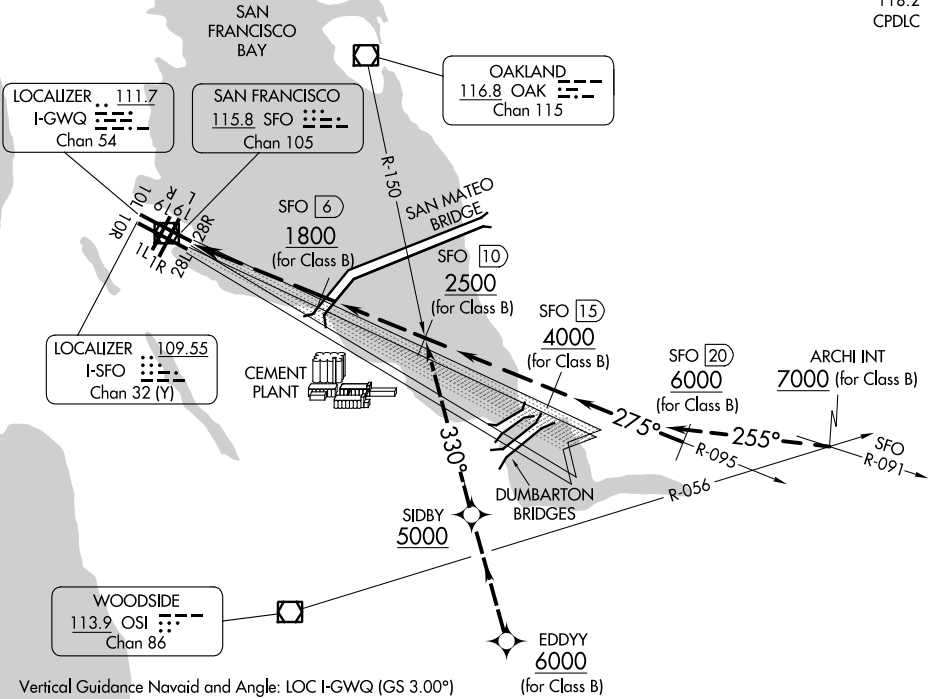 118.2
CPDLC
SAN
FRANCISCO
BAY
OAKLAND
116.8 OAK
Chan 115
LOCALIZER 111.7
I-GWQ
Chan 54
SAN FRANCISCO
115.8 SFO
Chan 105
R-150
SAN MATEO
BRIDGE
10L
10R
19L
19R
28R
28L
1L
1R
SFO 6
1800
(for Class B)
SFO 10
2500
(for Class B)
SFO 15
4000
(for Class B)
SFO 20
6000
(for Class B)
ARCHI INT
7000 (for Class B)
LOCALIZER 109.55
I-SFO
Chan 32 (Y)
CEMENT
PLANT
330°
275°
255°
R-095
SFO
R-091
R-056
DUMBARTON
BRIDGES
SIDBY
5000
WOODSIDE
113.9 OSI
Chan 86
EDDYY
6000
(for Class B)
Vertical Guidance Navaid and Angle: LOC I-GWQ (GS 3.00°)